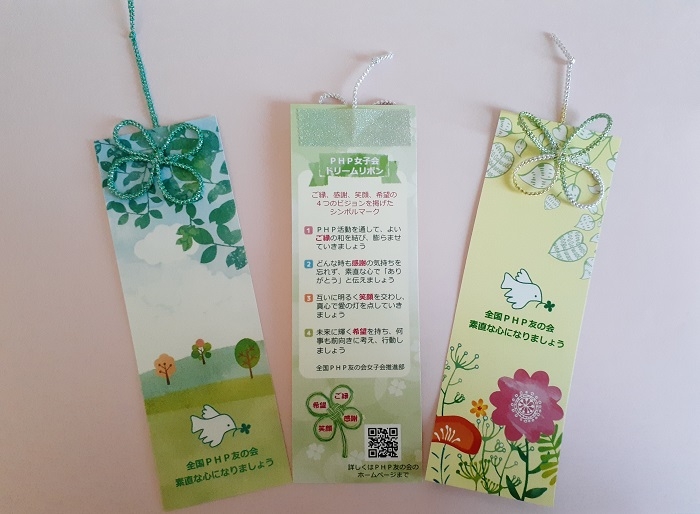 全国PHP友の会
素直な心になりましょう
PHP女子会
ドリームリボン
ご縁、感謝、笑顔、希望の
4つのビジョンを掲げた
シンボルマーク
1 PHP活動を通して、よい
ご縁の和を結び、膨らませ
ていきましょう
2 どんな時も感謝の気持ちを
忘れず、素直な心で「あり
がとう」と伝えましょう
3 互いに明るく笑顔を交わし、
真心で愛の灯を点していき
ましょう
4 未来に輝く希望を持ち、何
事も前向きに考え、行動し
ましょう
全国PHP友の会女子会推進部
希望
ご縁
笑顔
感謝
詳しくはPHP友の会の
ホームページまで
全国PHP友の会
素直な心になりましょう